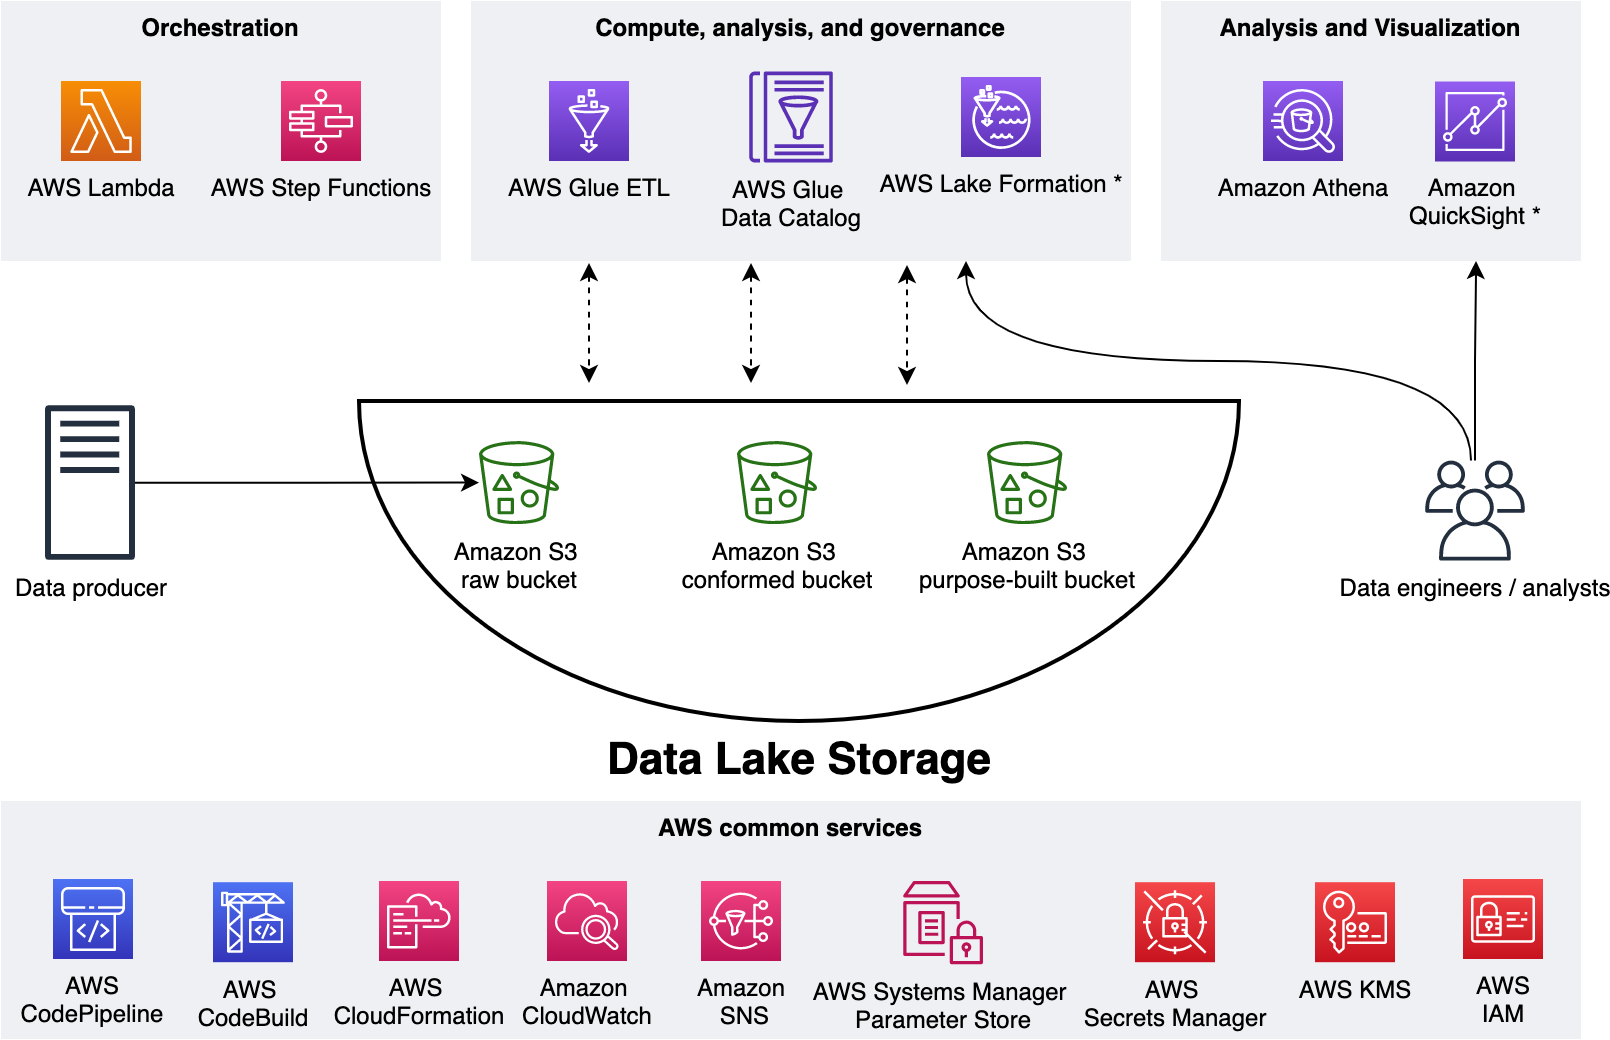 Orchestration
Compute, analysis, and governance
Analysis and Visualization
AWS Lambda
AWS Step Functions
AWS Glue ETL
AWS Glue
Data Catalog
AWS Lake Formation *
Amazon Athena
Amazon
QuickSight *
Data producer
Amazon S3
raw bucket
Amazon S3
conformed bucket
Amazon S3
purpose-built bucket
Data engineers / analysts
Data Lake Storage
AWS common services
AWS
CodePipeline
AWS
CodeBuild
AWS
CloudFormation
Amazon
CloudWatch
Amazon
SNS
AWS Systems Manager
Parameter Store
AWS
Secrets Manager
AWS KMS
AWS
IAM